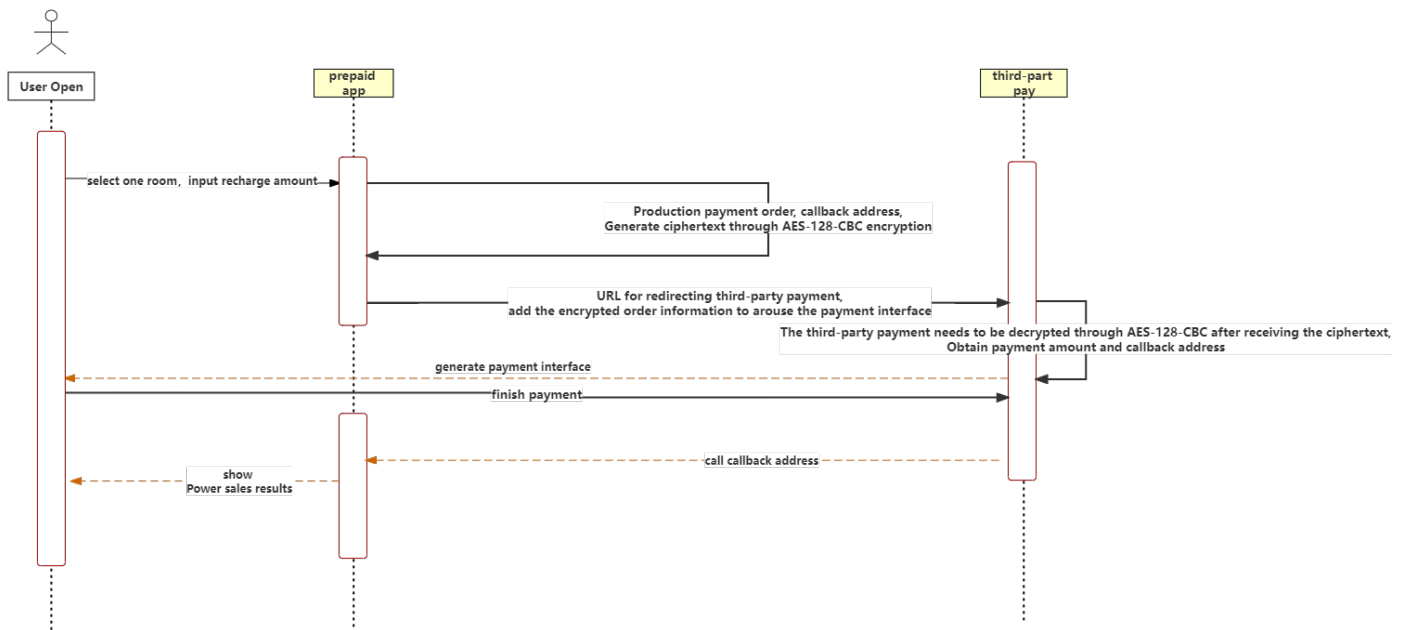 User Open
prepaid
app
third-part
pay
select one room，input recharge amount
Production payment order, callback address,
Generate ciphertext through AES-128-CBC encryption
URL for redirecting third-party payment,
add the encrypted order information to arouse the payment interface
The third-party payment needs to be decrypted through AES-128-CBC after receiving the ciphertext,
Obtain payment amount and callback address
generate payment interface
finish payment
call callback address
show
Power sales results